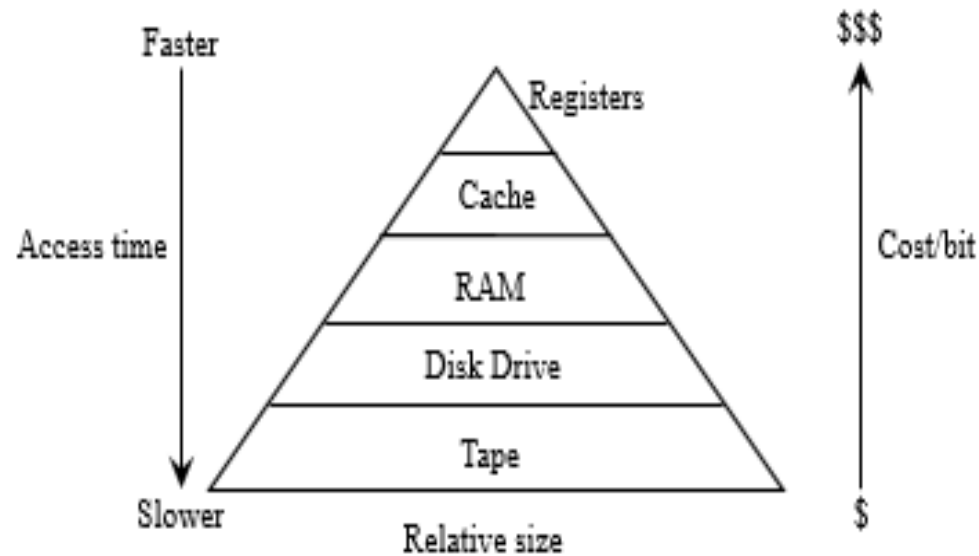 Faster
$$$
Registers
Cache
Access time
Cost/bit
RAM
Disk Drive
Tape
Slower
$
Relative size